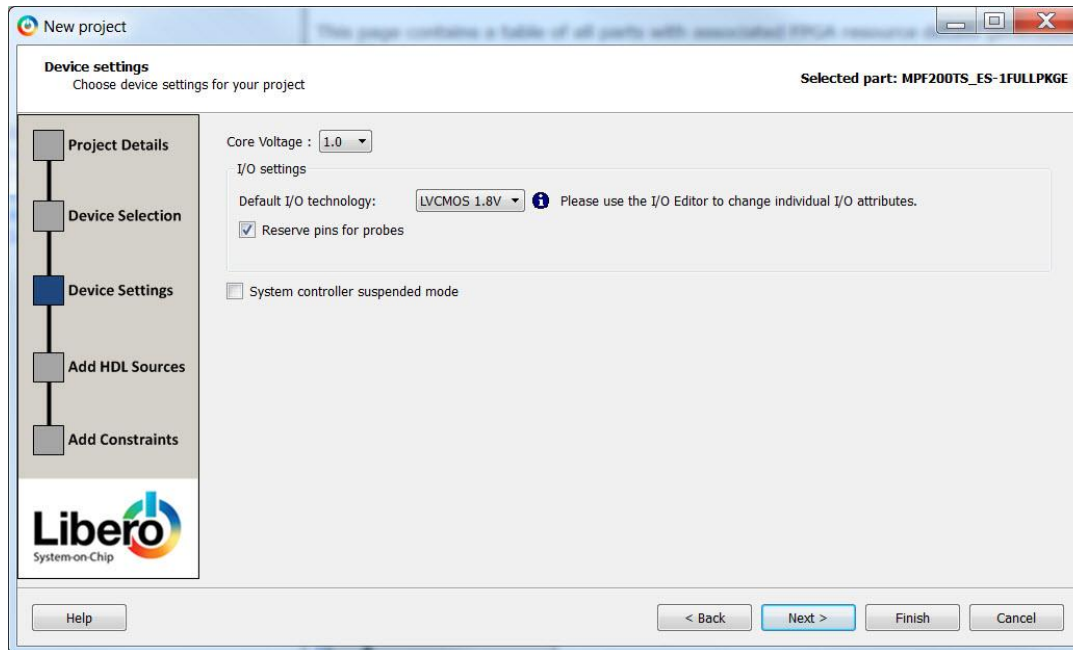 New project
This page contains a table of all parts with associated FPGA resource
Device settings
Choose device settings for your project
Selected part: MPF200TS_ES-1FULLPKGE
Project Details
Device Selection
Device Settings
Add HDL Sources
Add Constraints
Core Voltage : 1.0
I/O settings
Default I/O technology: LVCMOS 1.8V Please use the I/O Editor to change individual I/O attributes.
Reserve pins for probes
System controller suspended mode
Libero
System-on-Chip
Help
< Back
Next >
Finish
Cancel